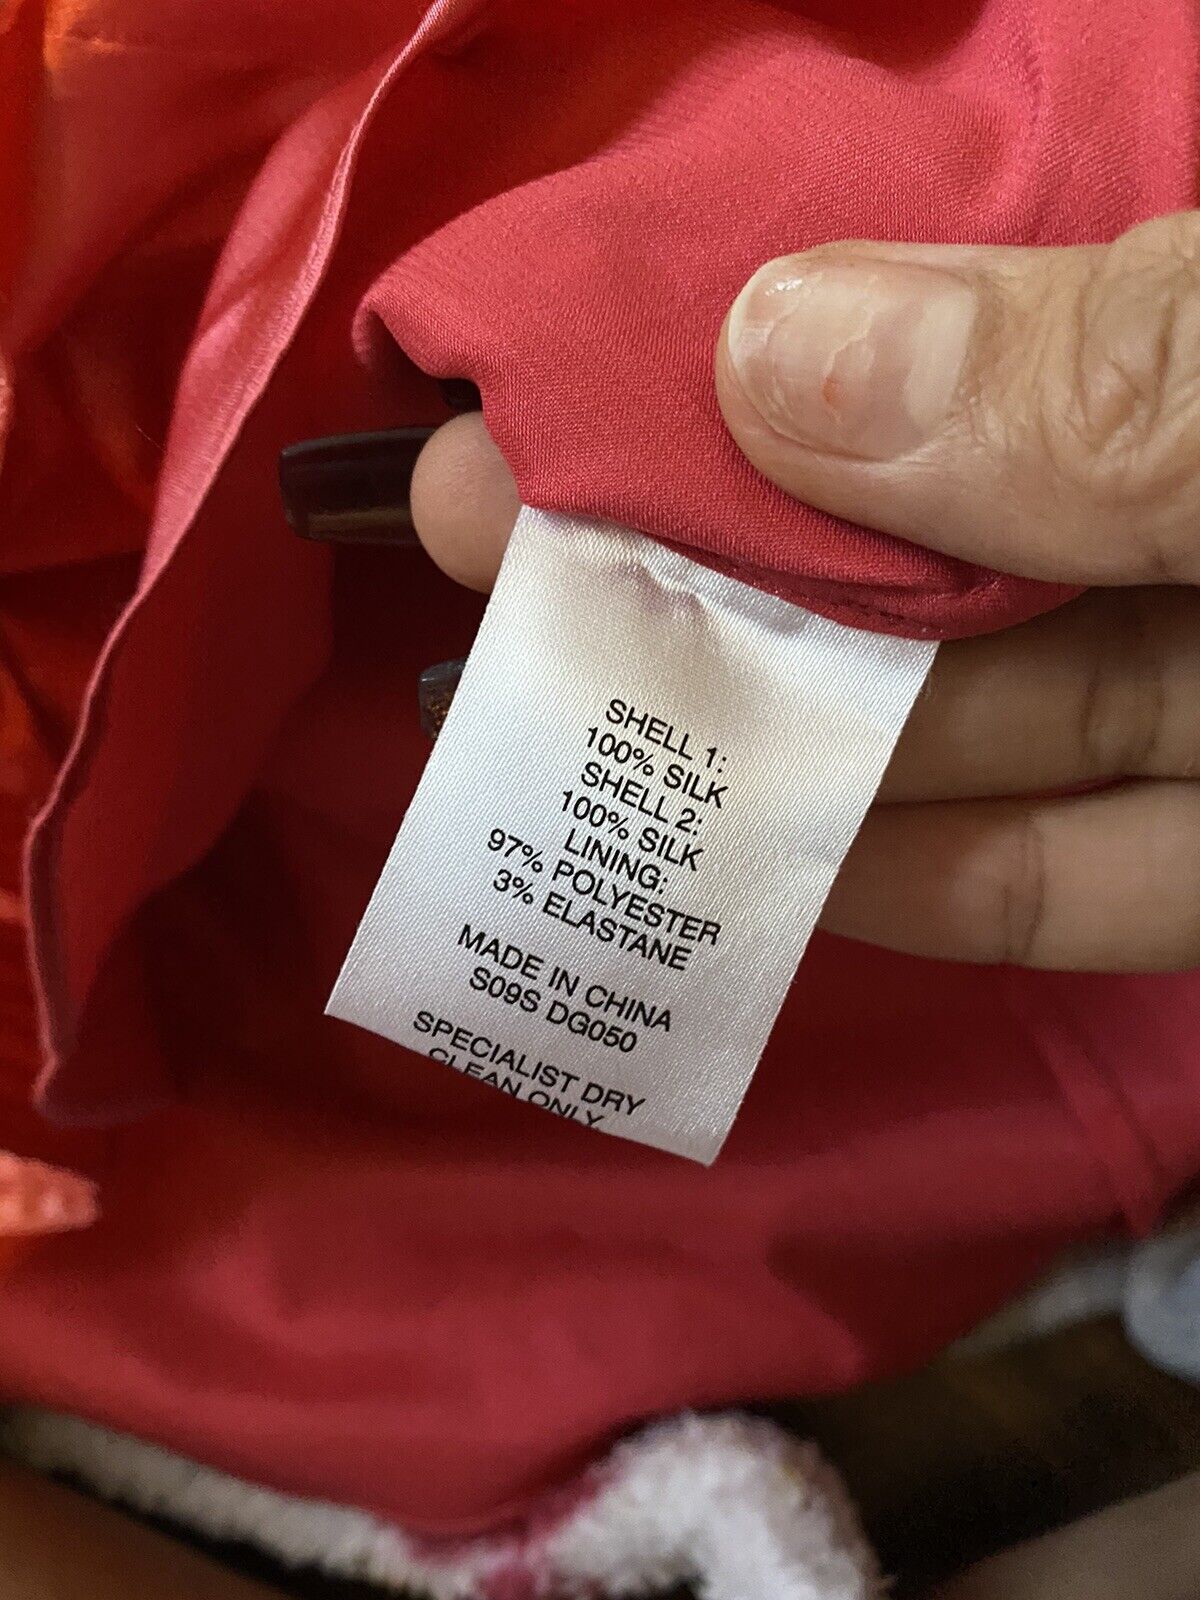 SHELL 1:
100% SILK
SHELL 2:
100% SILK
LINING:
97% POLYESTER
3% ELASTANE
MADE IN CHINA
S09S DG050
SPECIALIST DRY
CLEAN ONLY